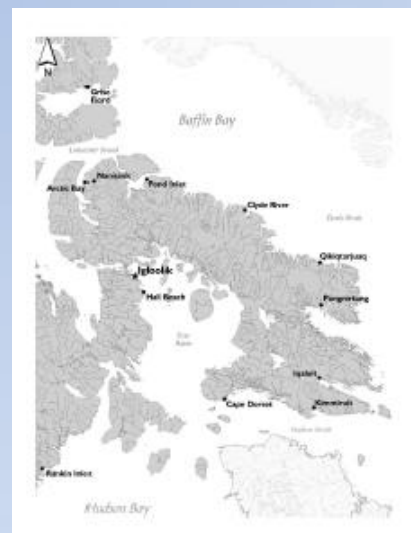 N
Grise
Fiord
Baffin Bay
Lancaster Sound
Nanisivik
Arctic Bay
Pond Inlet
Clyde River
Davis Strait
Qikiqtarjuaq
Igloolik
Hall Beach
Pangnirtung
Foxe
Basin
Iqaluit
Cape Dorset
Kimmirut
Hudson Strait
Rankin Inlet
Hudson Bay